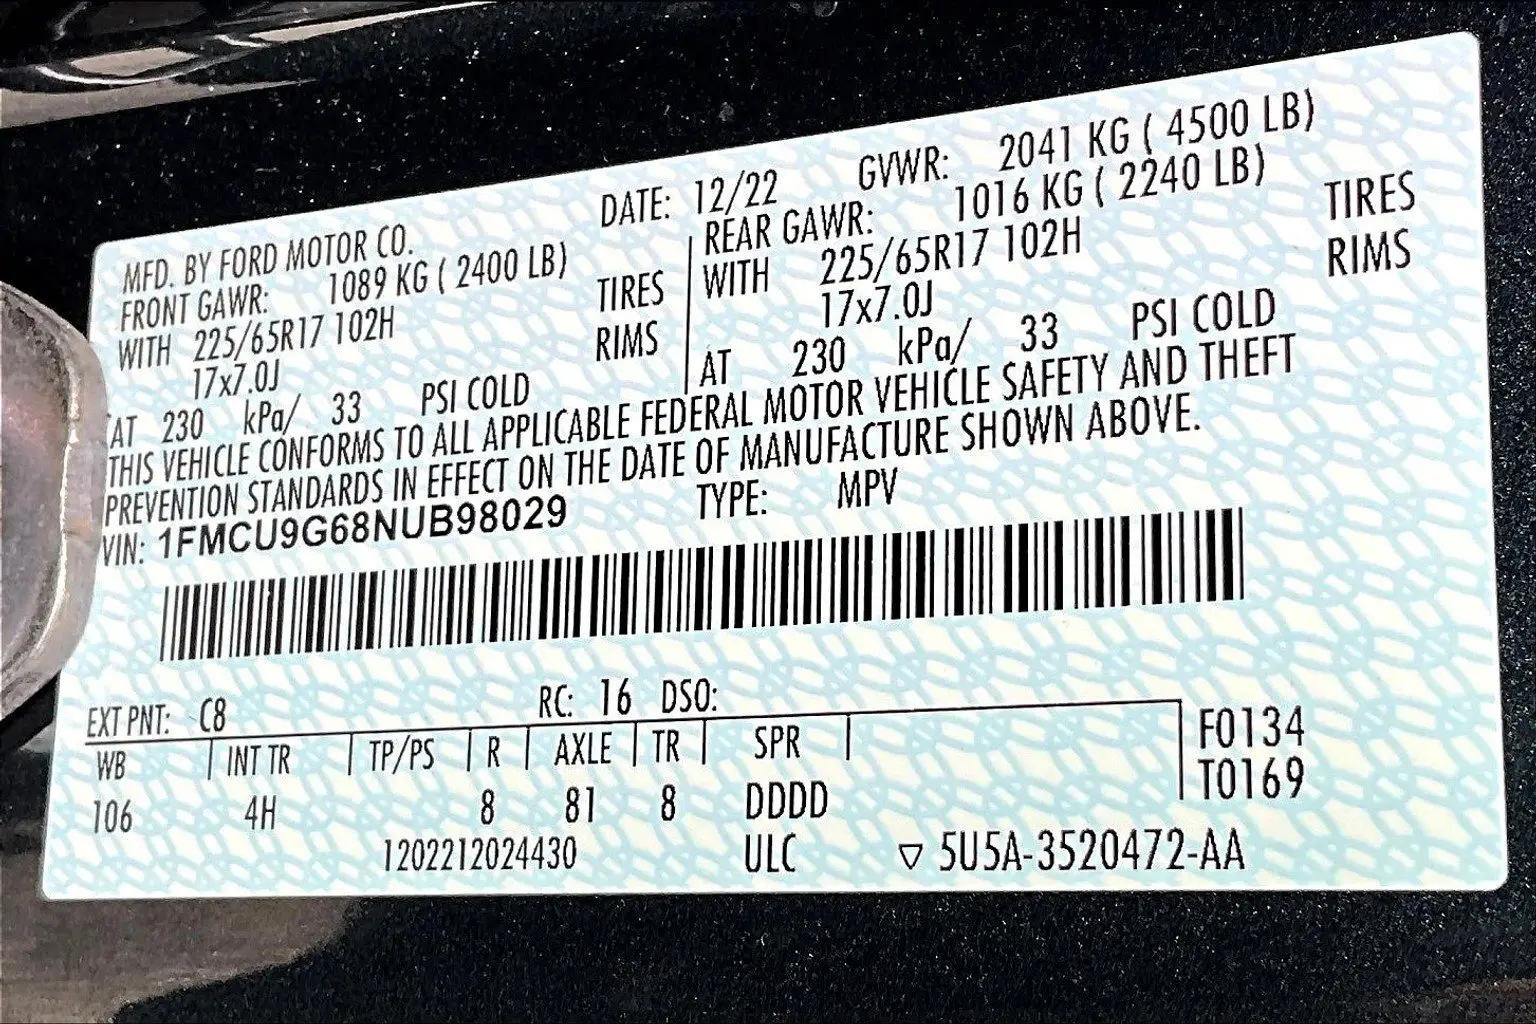 DATE: 12/22 GVWR: 2041 KG ( 4500 LB)
MFD. BY FORD MOTOR CO.
FRONT GAWR: 1089 KG ( 2400 LB)
WITH 225/65R17 102H TIRES
17x7.0J RIMS
AT 230 kPa/ 33 PSI COLD
REAR GAWR: 1016 KG ( 2240 LB)
WITH 225/65R17 102H TIRES
17x7.0J RIMS
AT 230 kPa/ 33 PSI COLD
THIS VEHICLE CONFORMS TO ALL APPLICABLE FEDERAL MOTOR VEHICLE SAFETY AND THEFT
PREVENTION STANDARDS IN EFFECT ON THE DATE OF MANUFACTURE SHOWN ABOVE.
VIN: 1FMCU9G68NUB98029 TYPE: MPV
EXT PNT: C8 RC: 16 DSO:
WB INT TR TP/PS R AXLE TR SPR F0134
106 4H 8 81 8 DDDD T0169
1202212024430 ULC ▽ 5U5A-3520472-AA